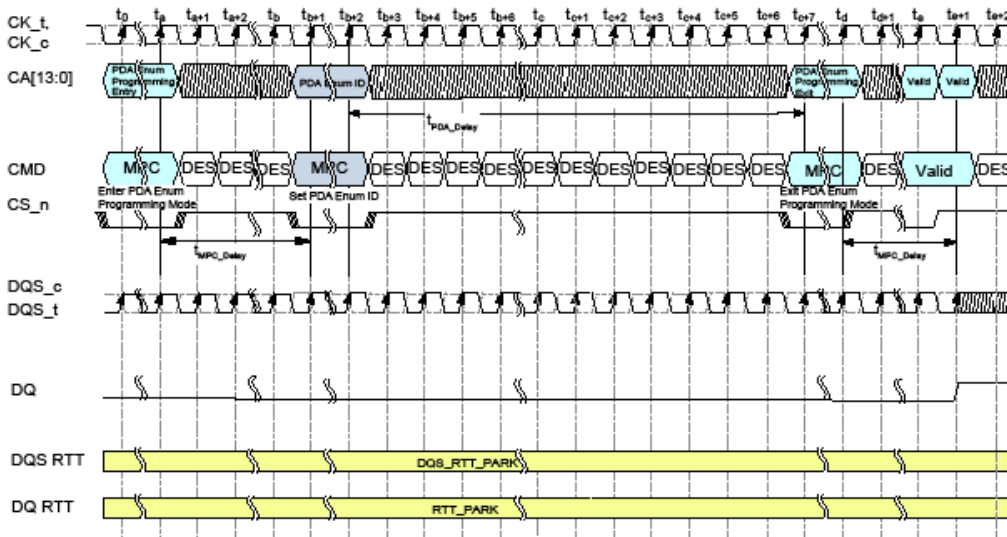 t0 ta ta+1 ta+2 tb tb+1 tb+2 tb+3 tb+4 tb+5 tb+6 tc tc+1 tc+2 tc+3 tc+4 tc+5 tc+6 tc+7 td td+1 te te+1 te+2
CK_t,
CK_c
CA[13:0]
PDA Enum
Programming
Entry
PDA Enum ID
PDA Enum
Programming
Exit
Valid Valid
tPDA_Delay
CMD
MPC DES DES DES MPC DES DES DES DES DES DES DES DES DES DES DES MPC DES Valid
Enter PDA Enum
Programming Mode
Set PDA Enum ID
Exit PDA Enum
Programming Mode
CS_n
tMPC_Delay tMPC_Delay
DQS_c
DQS_t
DQ
DQS RTT DQS_RTT_PARK
DQ RTT RTT_PARK